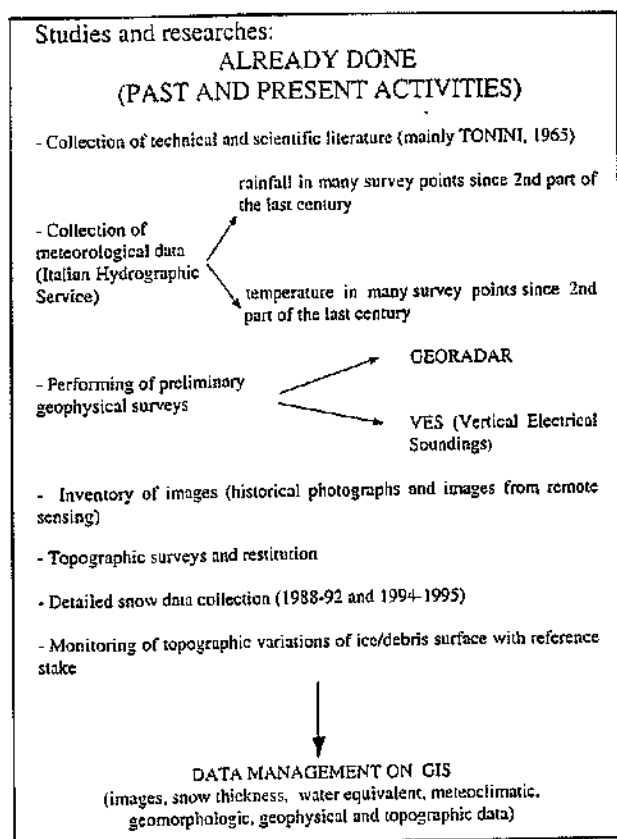 Studies and researches:
ALREADY DONE
(PAST AND PRESENT ACTIVITIES)
- Collection of technical and scientific literature (mainly TONINI, 1965)
rainfall in many survey points since 2nd part of
the last century
- Collection of
meteorological data
(Italian Hydrographic
Service)
temperature in many survey points since 2nd
part of the last century
GEORADAR
- Performing of preliminary
geophysical surveys
VES (Vertical Electrical
Soundings)
- Inventory of images (historical photographs and images from remote
sensing)
- Topographic surveys and restitution
- Detailed snow data collection (1988-92 and 1994-1995)
- Monitoring of topographic variations of ice/debris surface with reference
stake
DATA MANAGEMENT ON GIS
(images, snow thickness, water equivalent, meteoclimatic,
geomorphologic, geophysical and topographic data)